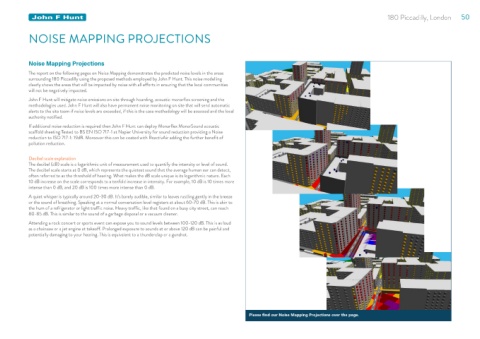 John F Hunt
180 Piccadilly, London 50
NOISE MAPPING PROJECTIONS
Noise Mapping Projections
The report on the following pages on Noise Mapping demonstrates the predicted noise levels in the areas
surrounding 180 Piccadilly using the proposed methods employed by John F Hunt. This noise modelling
clearly shows the areas that will be impacted by noise with all efforts in ensuring that the local communities
will not be negatively impacted.
John F Hunt will mitigate noise emissions on site through hoarding, acoustic monoflex screening and the
methodologies used. John F Hunt will also have permanent noise monitoring on site that will send automatic
alerts to the site team if noise levels are exceeded, if this is the case methodology will be assessed and the local
authority notified.
If additional noise reduction is required then John F Hunt can deploy
scaffold sheeting Tested to BS EN ISO 717-1 at Napier University for sound reduction providing a Noise
reduction to ISO 717-1. Moreover this can be coated with adding the further benefit of
pollution reduction.
Decibel scale explanation
The decibel (dB) scale is a logarithmic unit of measurement used to quantify the intensity or level of sound.
The decibel scale starts at 0 dB, which represents the quietest sound that the average human ear can detect,
often referred to as the threshold of hearing. What makes the dB scale unique is its logarithmic nature. Each
10 dB increase on the scale corresponds to a tenfold increase in intensity. For example, 10 dB is 10 times more
intense than 0 dB, and 20 dB is 100 times more intense than 0 dB.
A quiet whisper is typically around 20-30 dB. It's barely audible, similar to leaves rustling gently in the breeze
or the sound of breathing. Speaking at a normal conversation level registers at about 60-70 dB. This is akin to
the hum of a refrigerator or light traffic noise. Heavy traffic, like that found on a busy city street, can reach
80-85 dB. This is similar to the sound of a garbage disposal or a vacuum cleaner.
Attending a rock concert or sports event can expose you to sound levels between 100-120 dB. This is as loud
as a chainsaw or a jet engine at takeoff. Prolonged exposure to sounds at or above 120 dB can be painful and
potentially damaging to your hearing. This is equivalent to a thunderclap or a gunshot.
Please find our Noise Mapping Projections over the page.